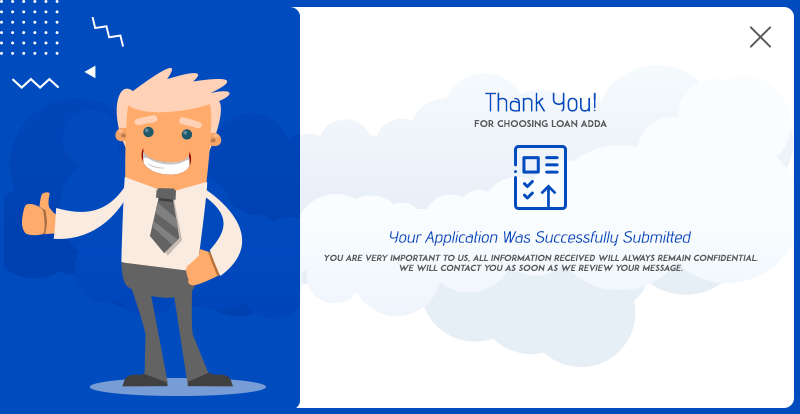 Thank You!
FOR CHOOSING LOAN ADDA
Your Application Was Successfully Submitted
YOU ARE VERY IMPORTANT TO US, ALL INFORMATION RECEIVED WILL ALWAYS REMAIN CONFIDENTIAL.
WE WILL CONTACT YOU AS SOON AS WE REVIEW YOUR MESSAGE.